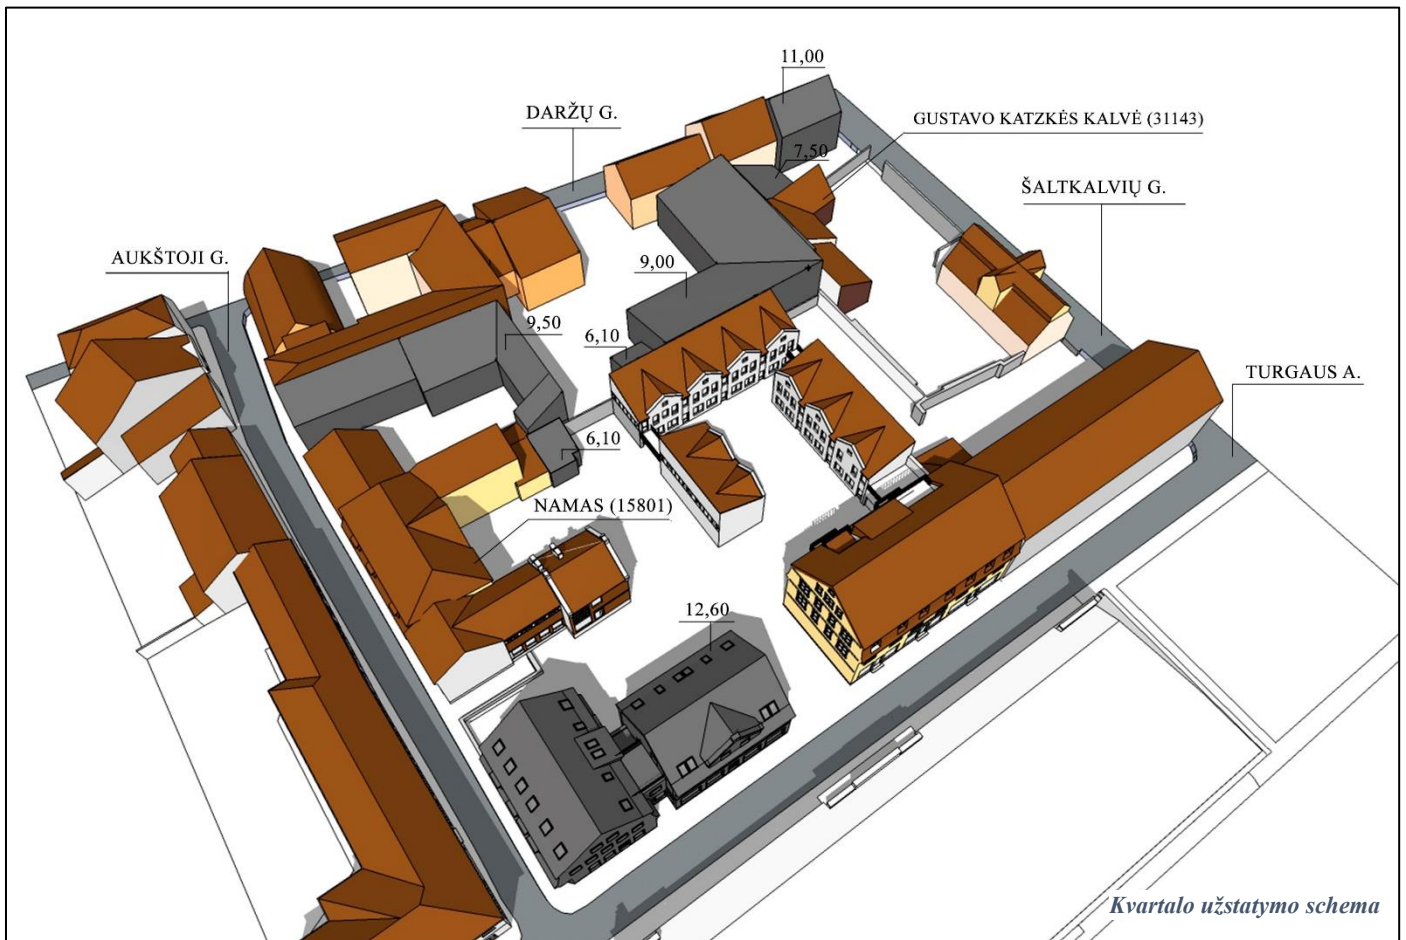 11,00
DARŽŲ G.
GUSTAVO KATZKĖS KALVĖ (31143)
7,50
ŠALTKALVIŲ G.
AUKŠTOJI G.
9,00
9,50
6,10
TURGAUS A.
6,10
NAMAS (15801)
12,60
Kvartalo užstatymo schema